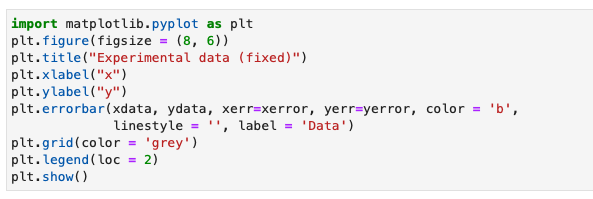 import matplotlib.pyplot as plt
plt.figure(figsize = (8, 6))
plt.title("Experimental data (fixed)")
plt.xlabel("x")
plt.ylabel("y")
plt.errorbar(xdata, ydata, xerr=xerror, yerr=yerror, color = 'b',
             linestyle = '', label = 'Data')
plt.grid(color = 'grey')
plt.legend(loc = 2)
plt.show()